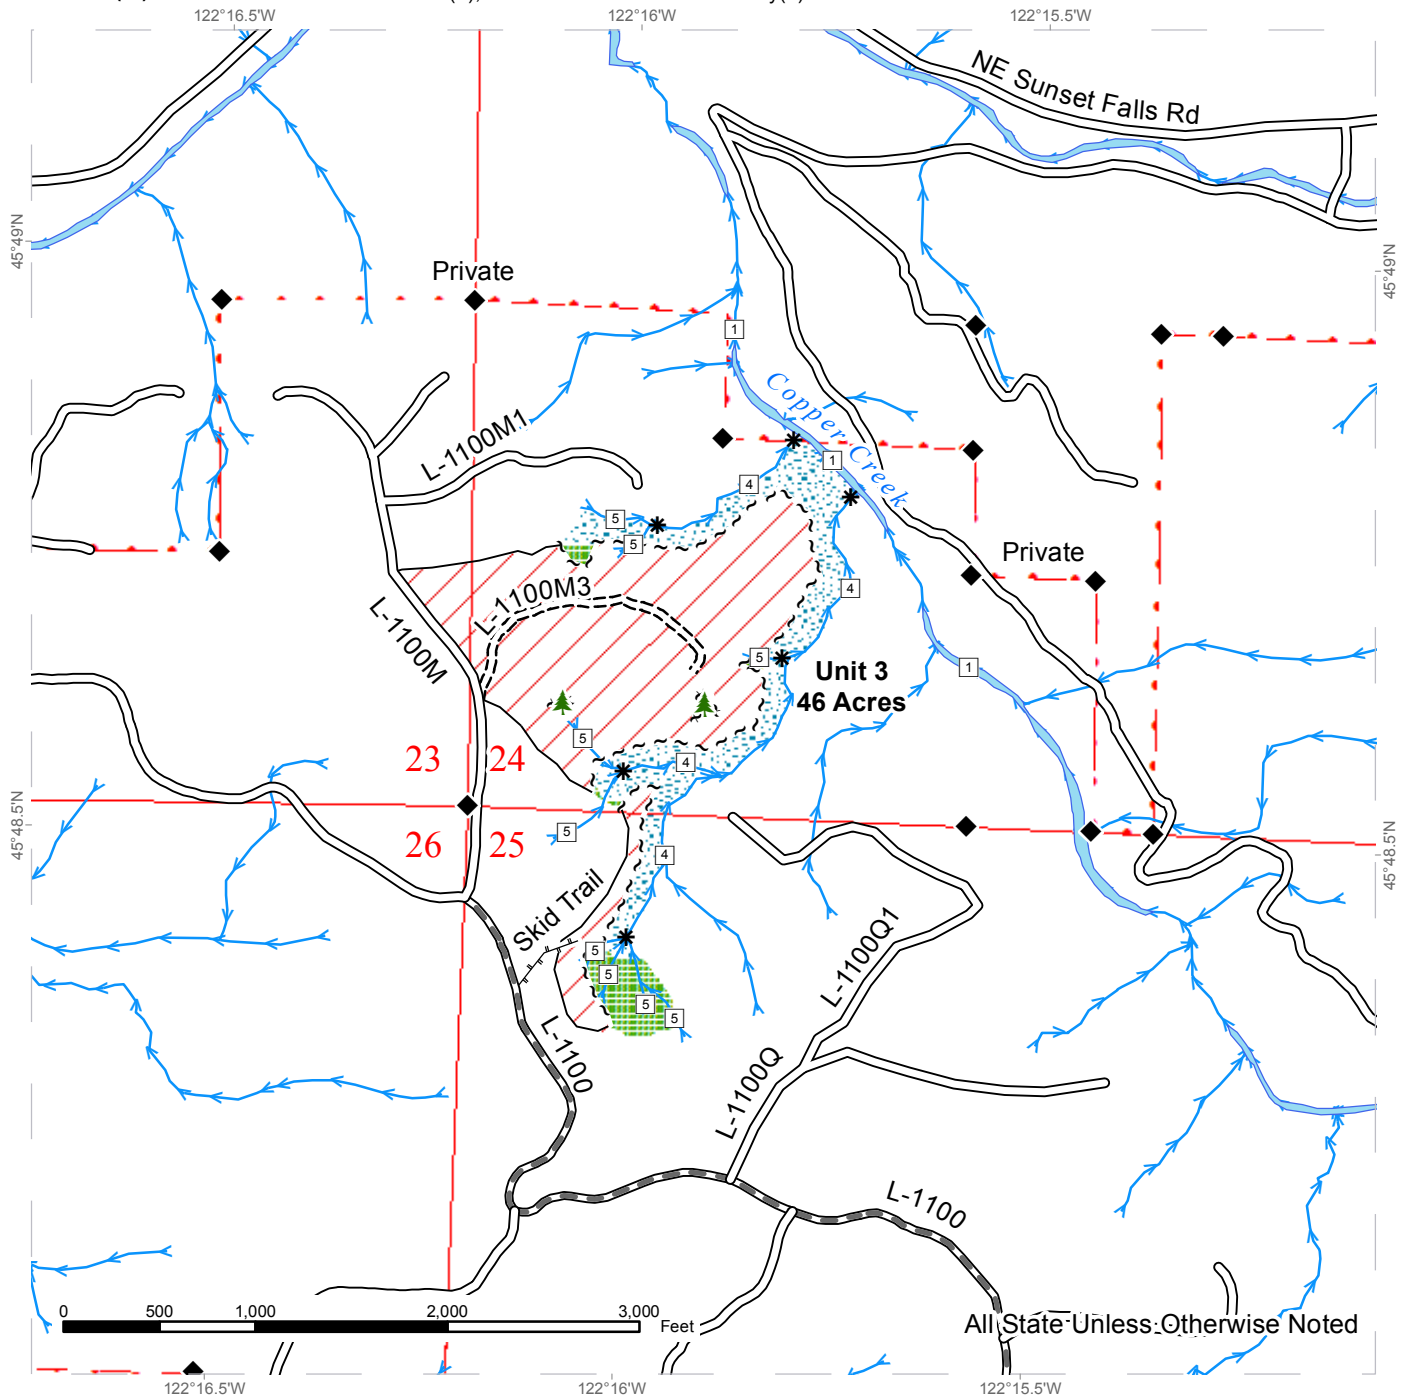 122°16.5'W
122°16'W
122°15.5'W
NE Sunset Falls Rd
45°49'N
45°49'N
Private
1
Copper Creek
L-1100M1
1
4
5
5
Private
L-1100M3
4
L-1100M
5
1
Unit 3
46 Acres
5
23
24
4
45°48.5'N
45°48.5'N
26
25
5
4
Skid Trail
L-1100Q1
5
5
5
5
L-1100
L-1100Q
L-1100
0
500
1,000
2,000
3,000
Feet
All State Unless Otherwise Noted
122°16.5'W
122°16'W
122°15.5'W